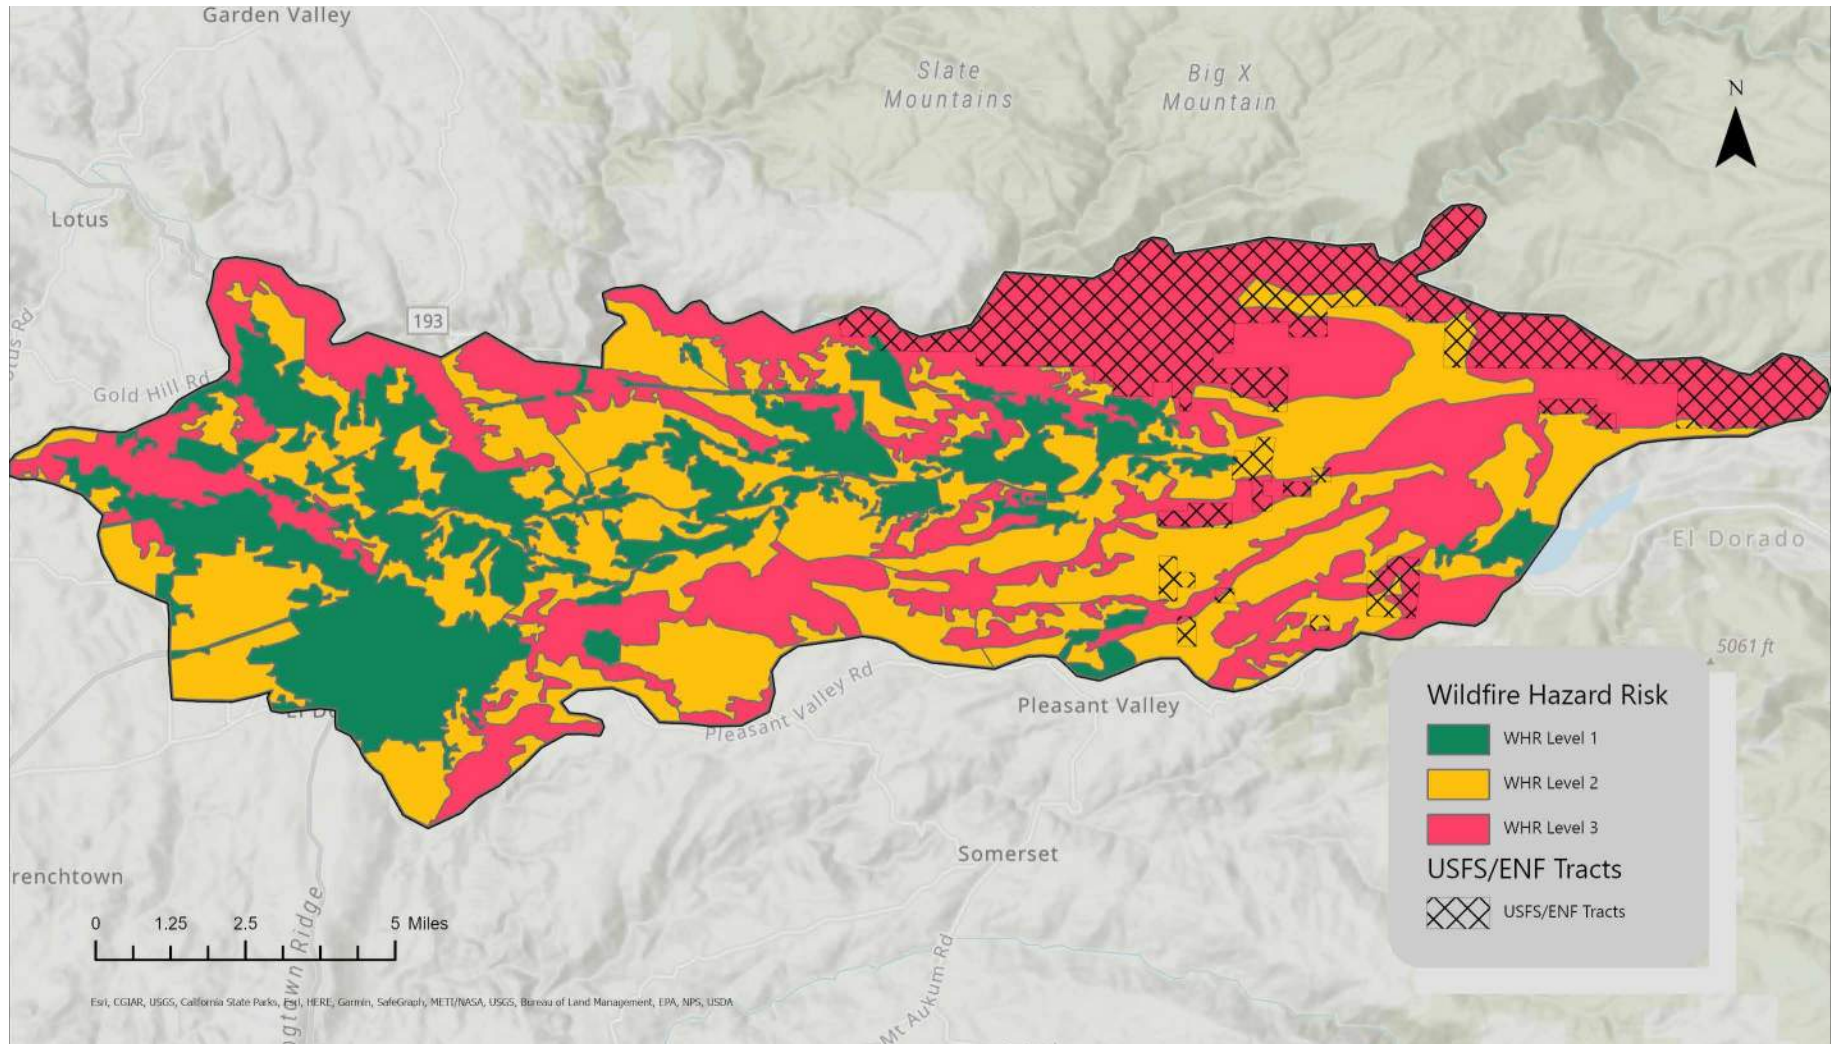 Garden Valley
Slate
Mountains
Big X
Mountain
N
Lotus
193
Gold Hill Rd
El Dorado
5061 ft
Pleasant Valley Rd
Pleasant Valley
Wildfire Hazard Risk
WHR Level 1
WHR Level 2
WHR Level 3
USFS/ENF Tracts
USFS/ENF Tracts
Somerset
renchtown
0 1.25 2.5 5 Miles
ogtown Ridge
Mt Aukum Rd
Esri, CGIAR, USGS, California State Parks, Esri, HERE, Garmin, SafeGraph, METI/NASA, USGS, Bureau of Land Management, EPA, NPS, USDA